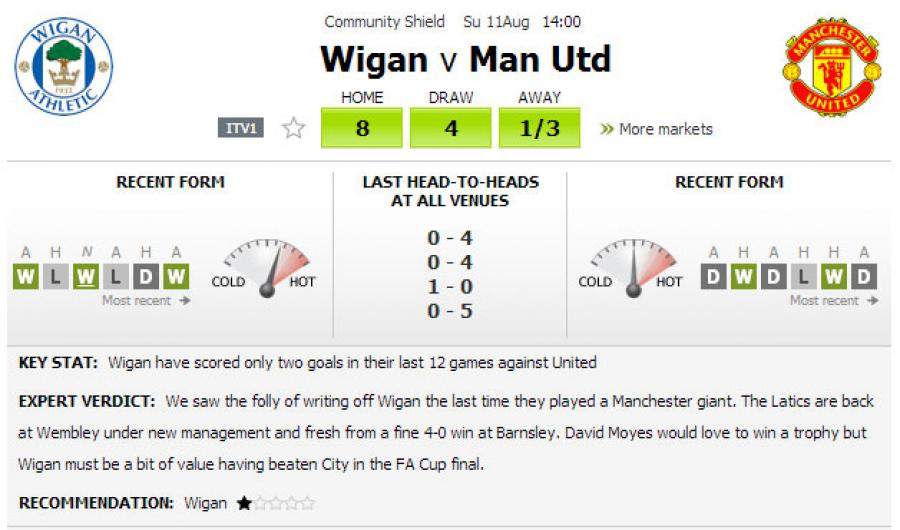 Community Shield Su 11Aug 14:00
Wigan v Man Utd
HOME DRAW AWAY
ITV1 8 4 1/3 » More markets
WIGAN
ATHLETIC
1932
MANCHESTER
UNITED
RECENT FORM
A H N A H A
W L W L D W
Most recent →
COLD HOT
LAST HEAD-TO-HEADS
AT ALL VENUES
0 - 4
0 - 4
1 - 0
0 - 5
RECENT FORM
COLD HOT
A H A H H A
D W D L W D
Most recent →
KEY STAT: Wigan have scored only two goals in their last 12 games against United
EXPERT VERDICT: We saw the folly of writing off Wigan the last time they played a Manchester giant. The Latics are back
at Wembley under new management and fresh from a fine 4-0 win at Barnsley. David Moyes would love to win a trophy but
Wigan must be a bit of value having beaten City in the FA Cup final.
RECOMMENDATION: Wigan ★☆☆☆☆